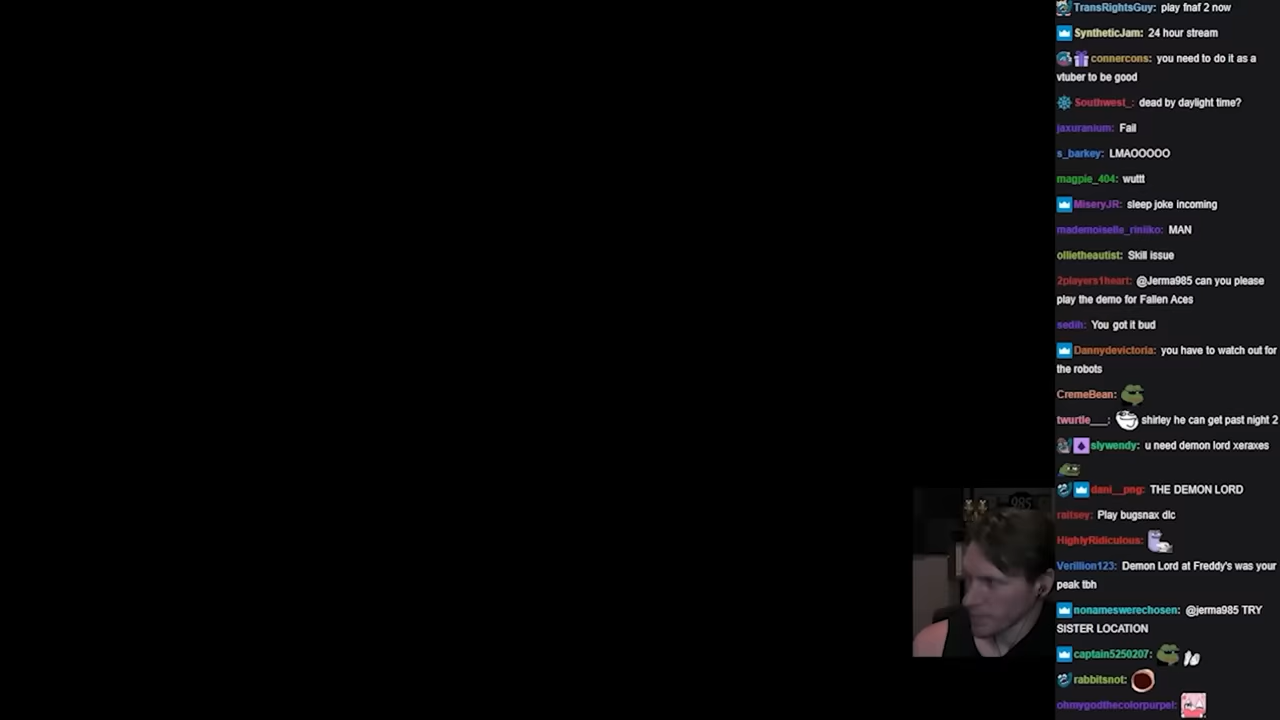 TransRightsGuy: play fnaf 2 now
SyntheticJam: 24 hour stream
connercons: you need to do it as a
vtuber to be good
Southwest_: dead by daylight time?
jaxuranium: Fail
s_barkey: LMAOOOOO
magpie_404: wuttt
MiseryJR: sleep joke incoming
mademoiselle_riniiko: MAN
ollietheautist: Skill issue
2players1heart: @Jerma985 can you please
play the demo for Fallen Aces
sedih: You got it bud
Dannydevictoria: you have to watch out for
the robots
CremeBean:
twurtle___: shirley he can get past night 2
slywendy: u need demon lord xeraxes
dani__png: THE DEMON LORD
raitsey: Play bugsnax dlc
HighlyRidiculous:
Verillion123: Demon Lord at Freddy's was your
peak tbh
nonameswerechosen: @jerma985 TRY
SISTER LOCATION
captain5250207:
rabbitsnot:
ohmygodthecolorpurpel:
985